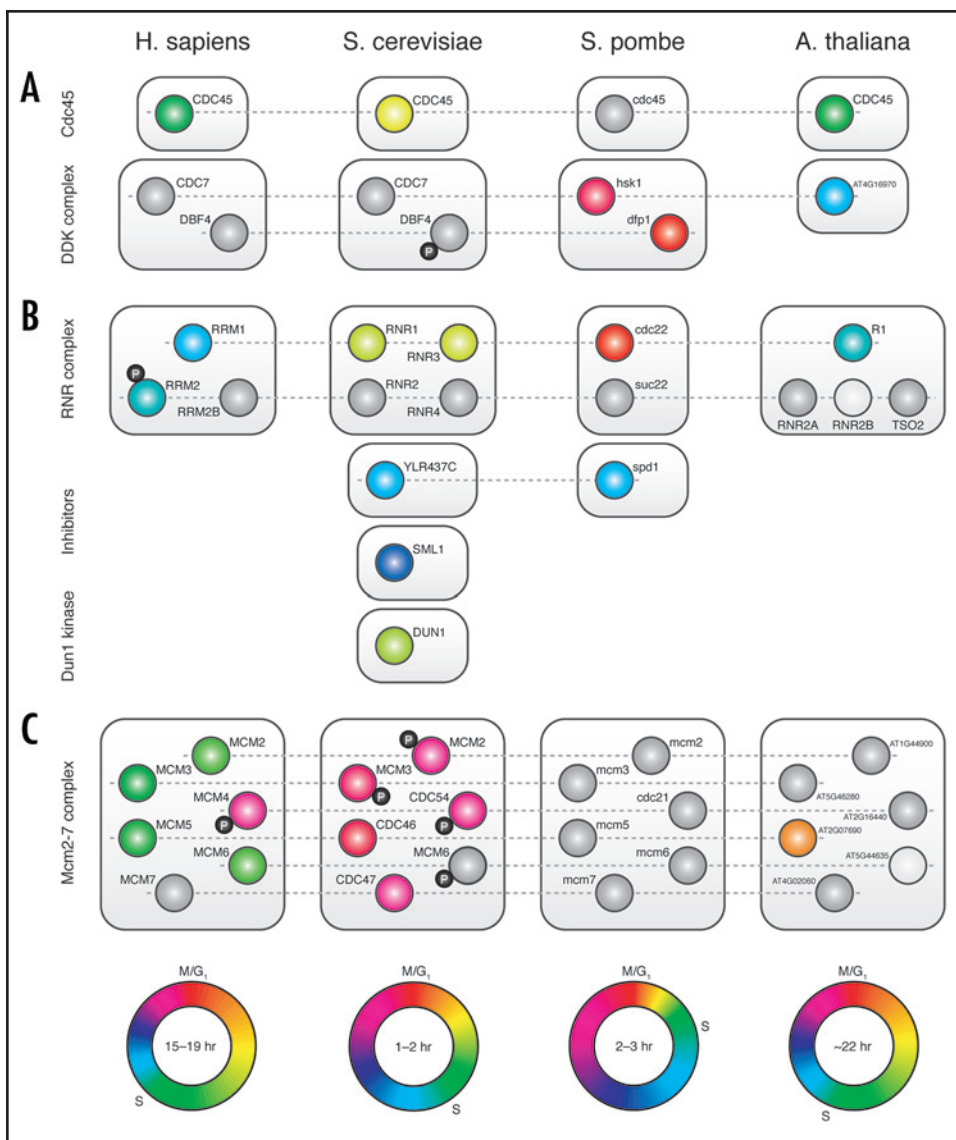 H. sapiens S. cerevisiae S. pombe A. thaliana
A
Cdc45
CDC45 CDC45 cdc45 CDC45
DDK complex
CDC7 CDC7 hsk1 AT4G16970
DBF4 DBF4 dfp1
P
B
RNR complex
RRM1 RNR1 RNR3 cdc22 R1
P
RRM2 RRM2B RNR2 RNR4 suc22 RNR2A RNR2B TSO2
Inhibitors
YLR437C spd1
SML1
Dun1 kinase
DUN1
C
Mcm2-7 complex
P
MCM2 MCM2 mcm2 AT1G44900
MCM3 MCM3 P mcm3 AT5G46280
MCM4 P CDC54 P cdc21 AT2G16440
MCM5 CDC46 mcm5 AT2G07690
MCM6 MCM6 P mcm6 AT5G44635
MCM7 CDC47 mcm7 AT4G02060
M/G1 M/G1 M/G1 M/G1
15–19 hr 1–2 hr 2–3 hr ~22 hr
S S S S